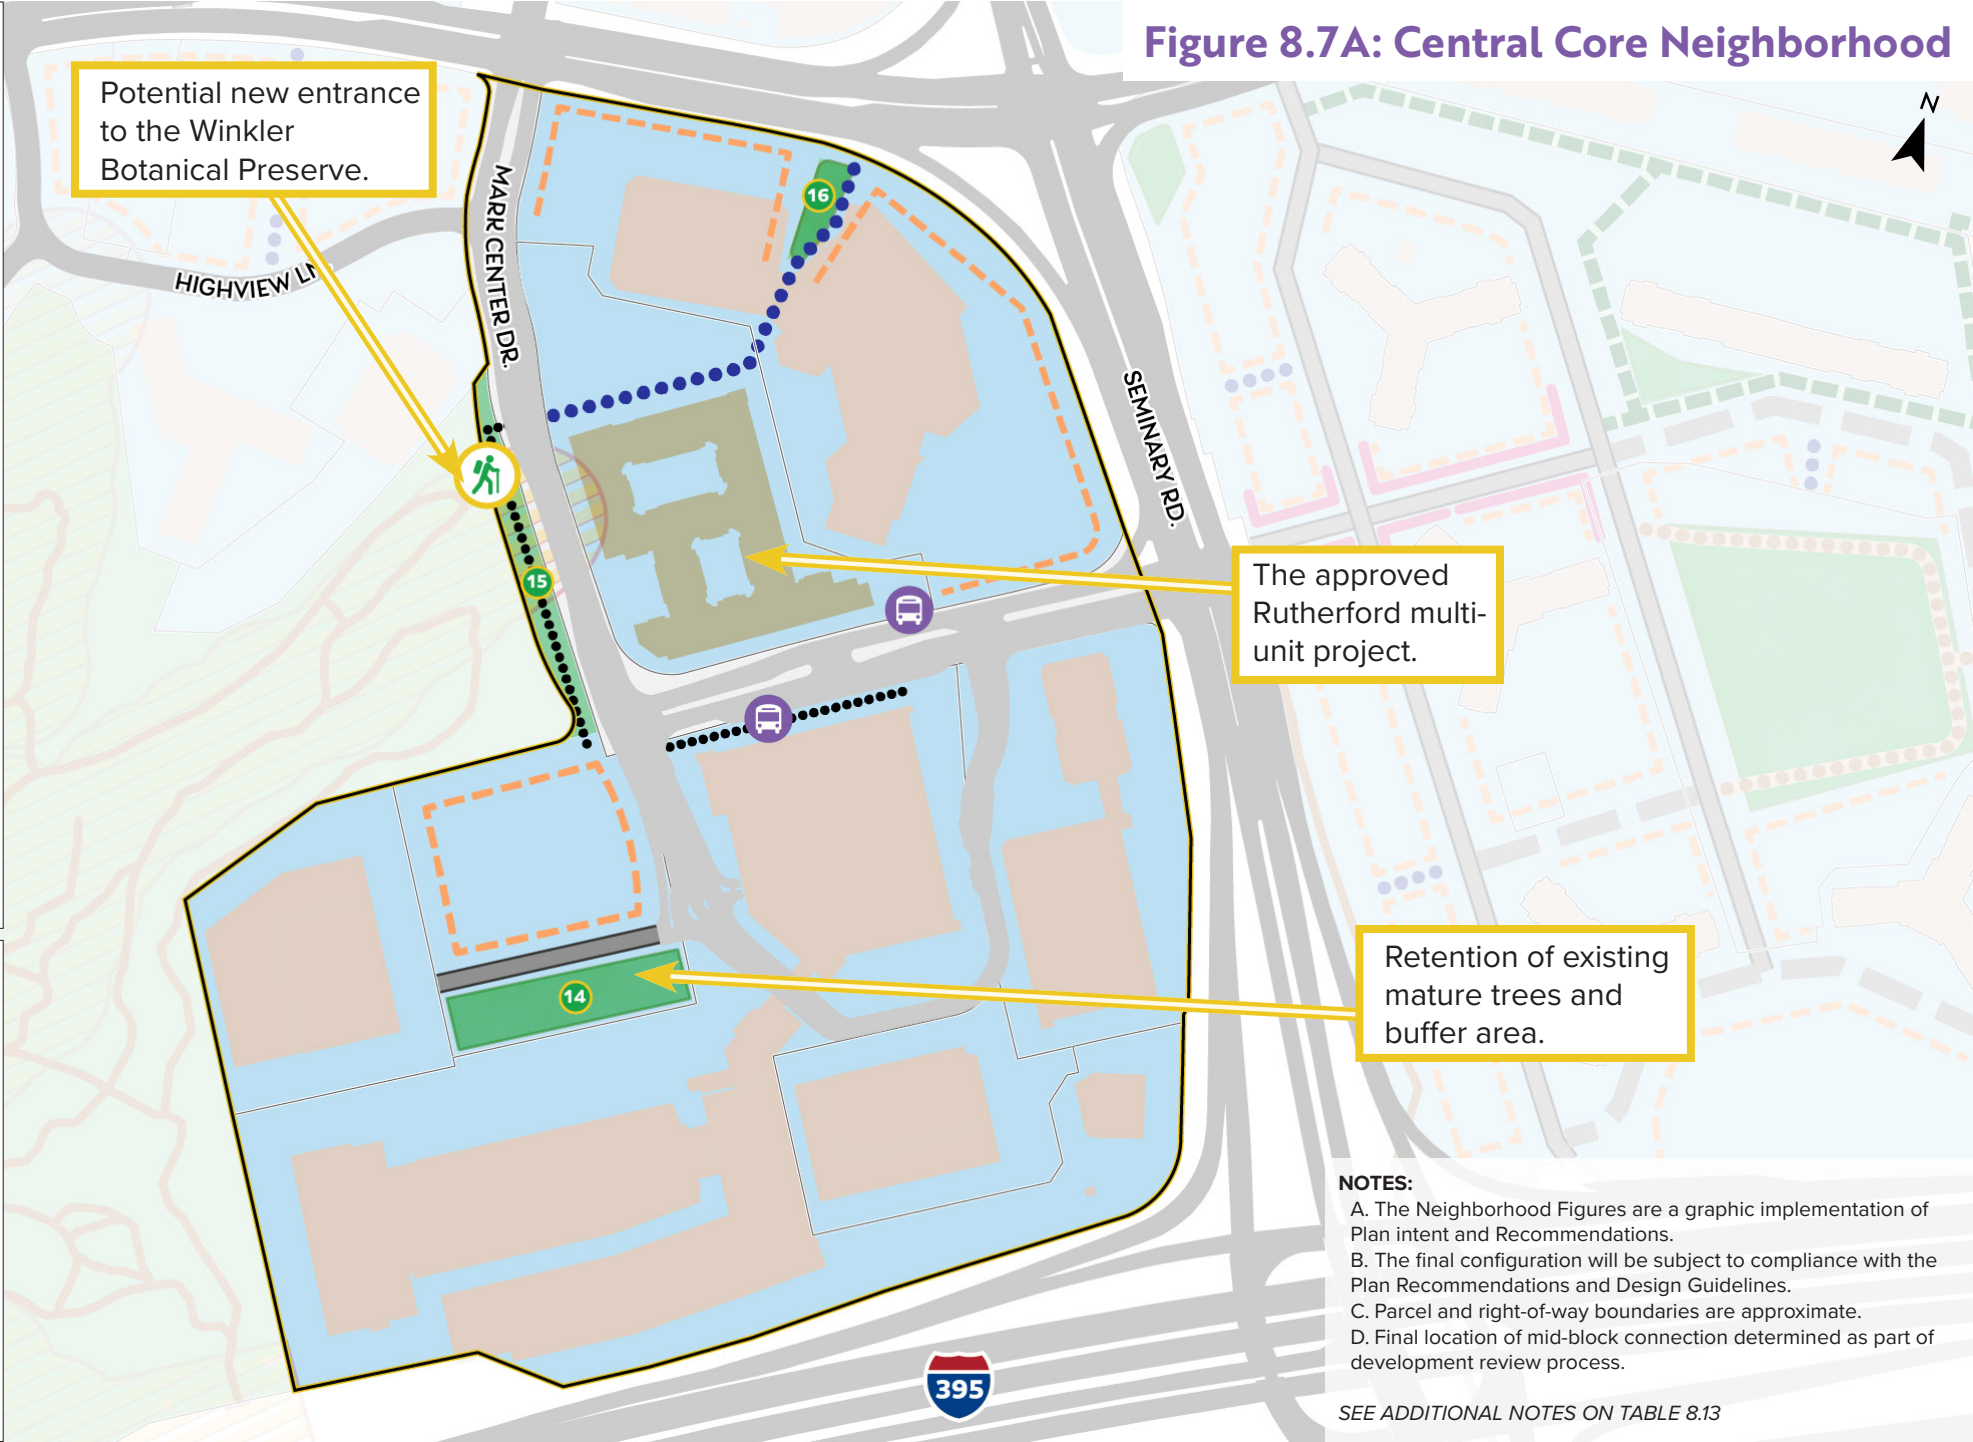 Figure 8.7A: Central Core Neighborhood
Potential new entrance
to the Winkler
Botanical Preserve.
N
MARK CENTER DR.
16
HIGHVIEW LN
SEMINARY RD.
15
The approved
Rutherford multi-
unit project.
14
Retention of existing
mature trees and
buffer area.
NOTES:
A. The Neighborhood Figures are a graphic implementation of
Plan intent and Recommendations.
B. The final configuration will be subject to compliance with the
Plan Recommendations and Design Guidelines.
C. Parcel and right-of-way boundaries are approximate.
D. Final location of mid-block connection determined as part of
development review process.
SEE ADDITIONAL NOTES ON TABLE 8.13
395